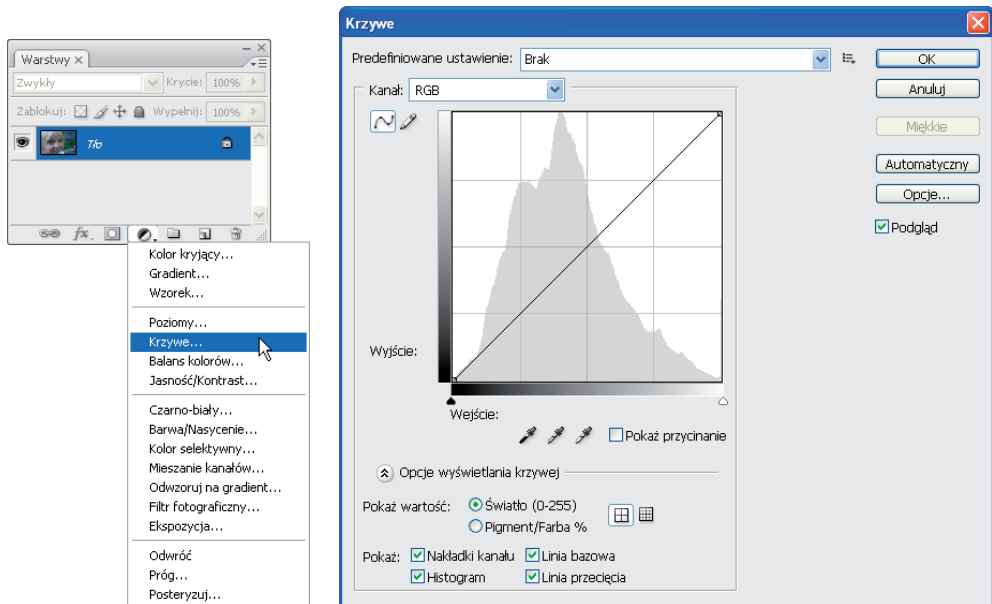 Warstwy ×
Zwykły Krycie: 100%
Zablokuj: Wypełnij: 100%
Tło
fx.
Kolor kryjący...
Gradient...
Wzorek...
Poziomy...
Krzywe...
Balans kolorów...
Jasność/Kontrast...
Czarno-biały...
Barwa/Nasycenie...
Kolor selektywny...
Mieszanie kanałów...
Odwzoruj na gradient...
Filtr fotograficzny...
Ekspozycja...
Odwróć
Próg...
Posteryzuj...
Krzywe
Predefiniowane ustawienie: Brak
Kanał: RGB
Wyjście:
Wejście:
Pokaż przycinanie
Opcje wyświetlania krzywej
Pokaż wartość: Światło (0-255)
Pigment/Farba %
Pokaż: Nakładki kanału Linia bazowa
Histogram Linia przecięcia
OK
Anuluj
Miękkie
Automatyczny
Opcje...
Podgląd